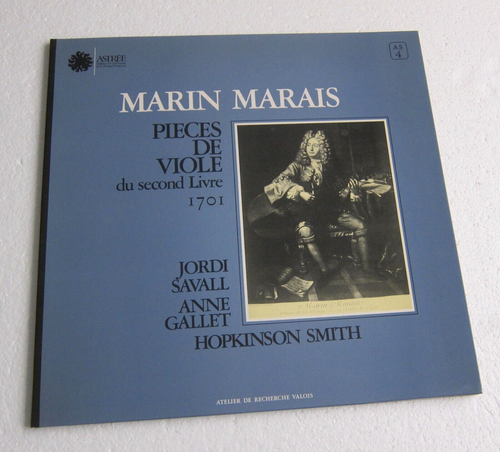 ASTRÉE
AS
4
MARIN MARAIS
PIECES
DE
VIOLE
du second Livre
1701
JORDI
SAVALL
ANNE
GALLET
HOPKINSON SMITH
ATELIER DE RECHERCHE VALOIS